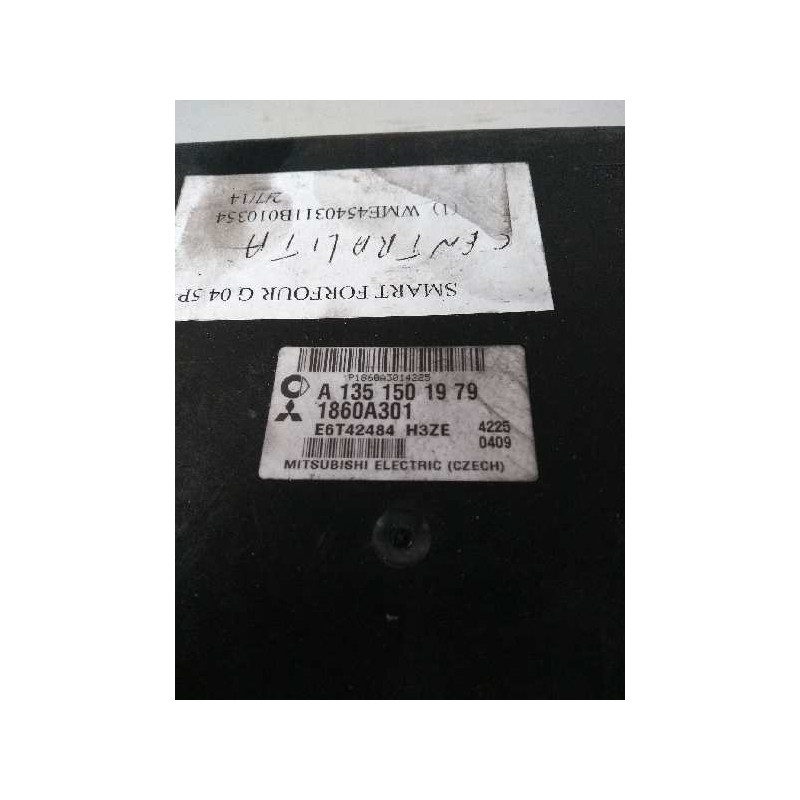 SMART FORFOUR G 04 5P
CENTRALITA
(1) WME4540311B010354
2/7/14
P1860A3014225
A 135 150 19 79
1860A301
E6T42484 H3ZE
4225
0409
MITSUBISHI ELECTRIC (CZECH)